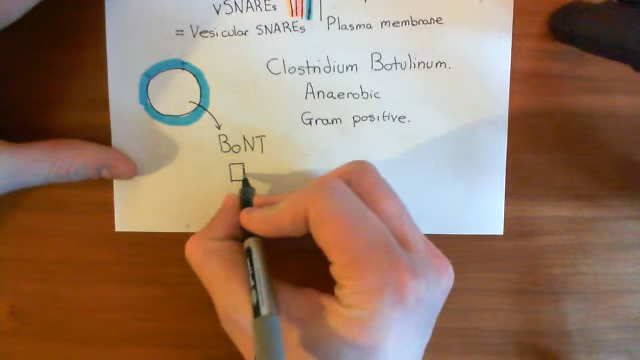 vSNAREs
= Vesicular SNAREs Plasma membrane
Clostridium Botulinum.
Anaerobic
Gram positive.
BoNT